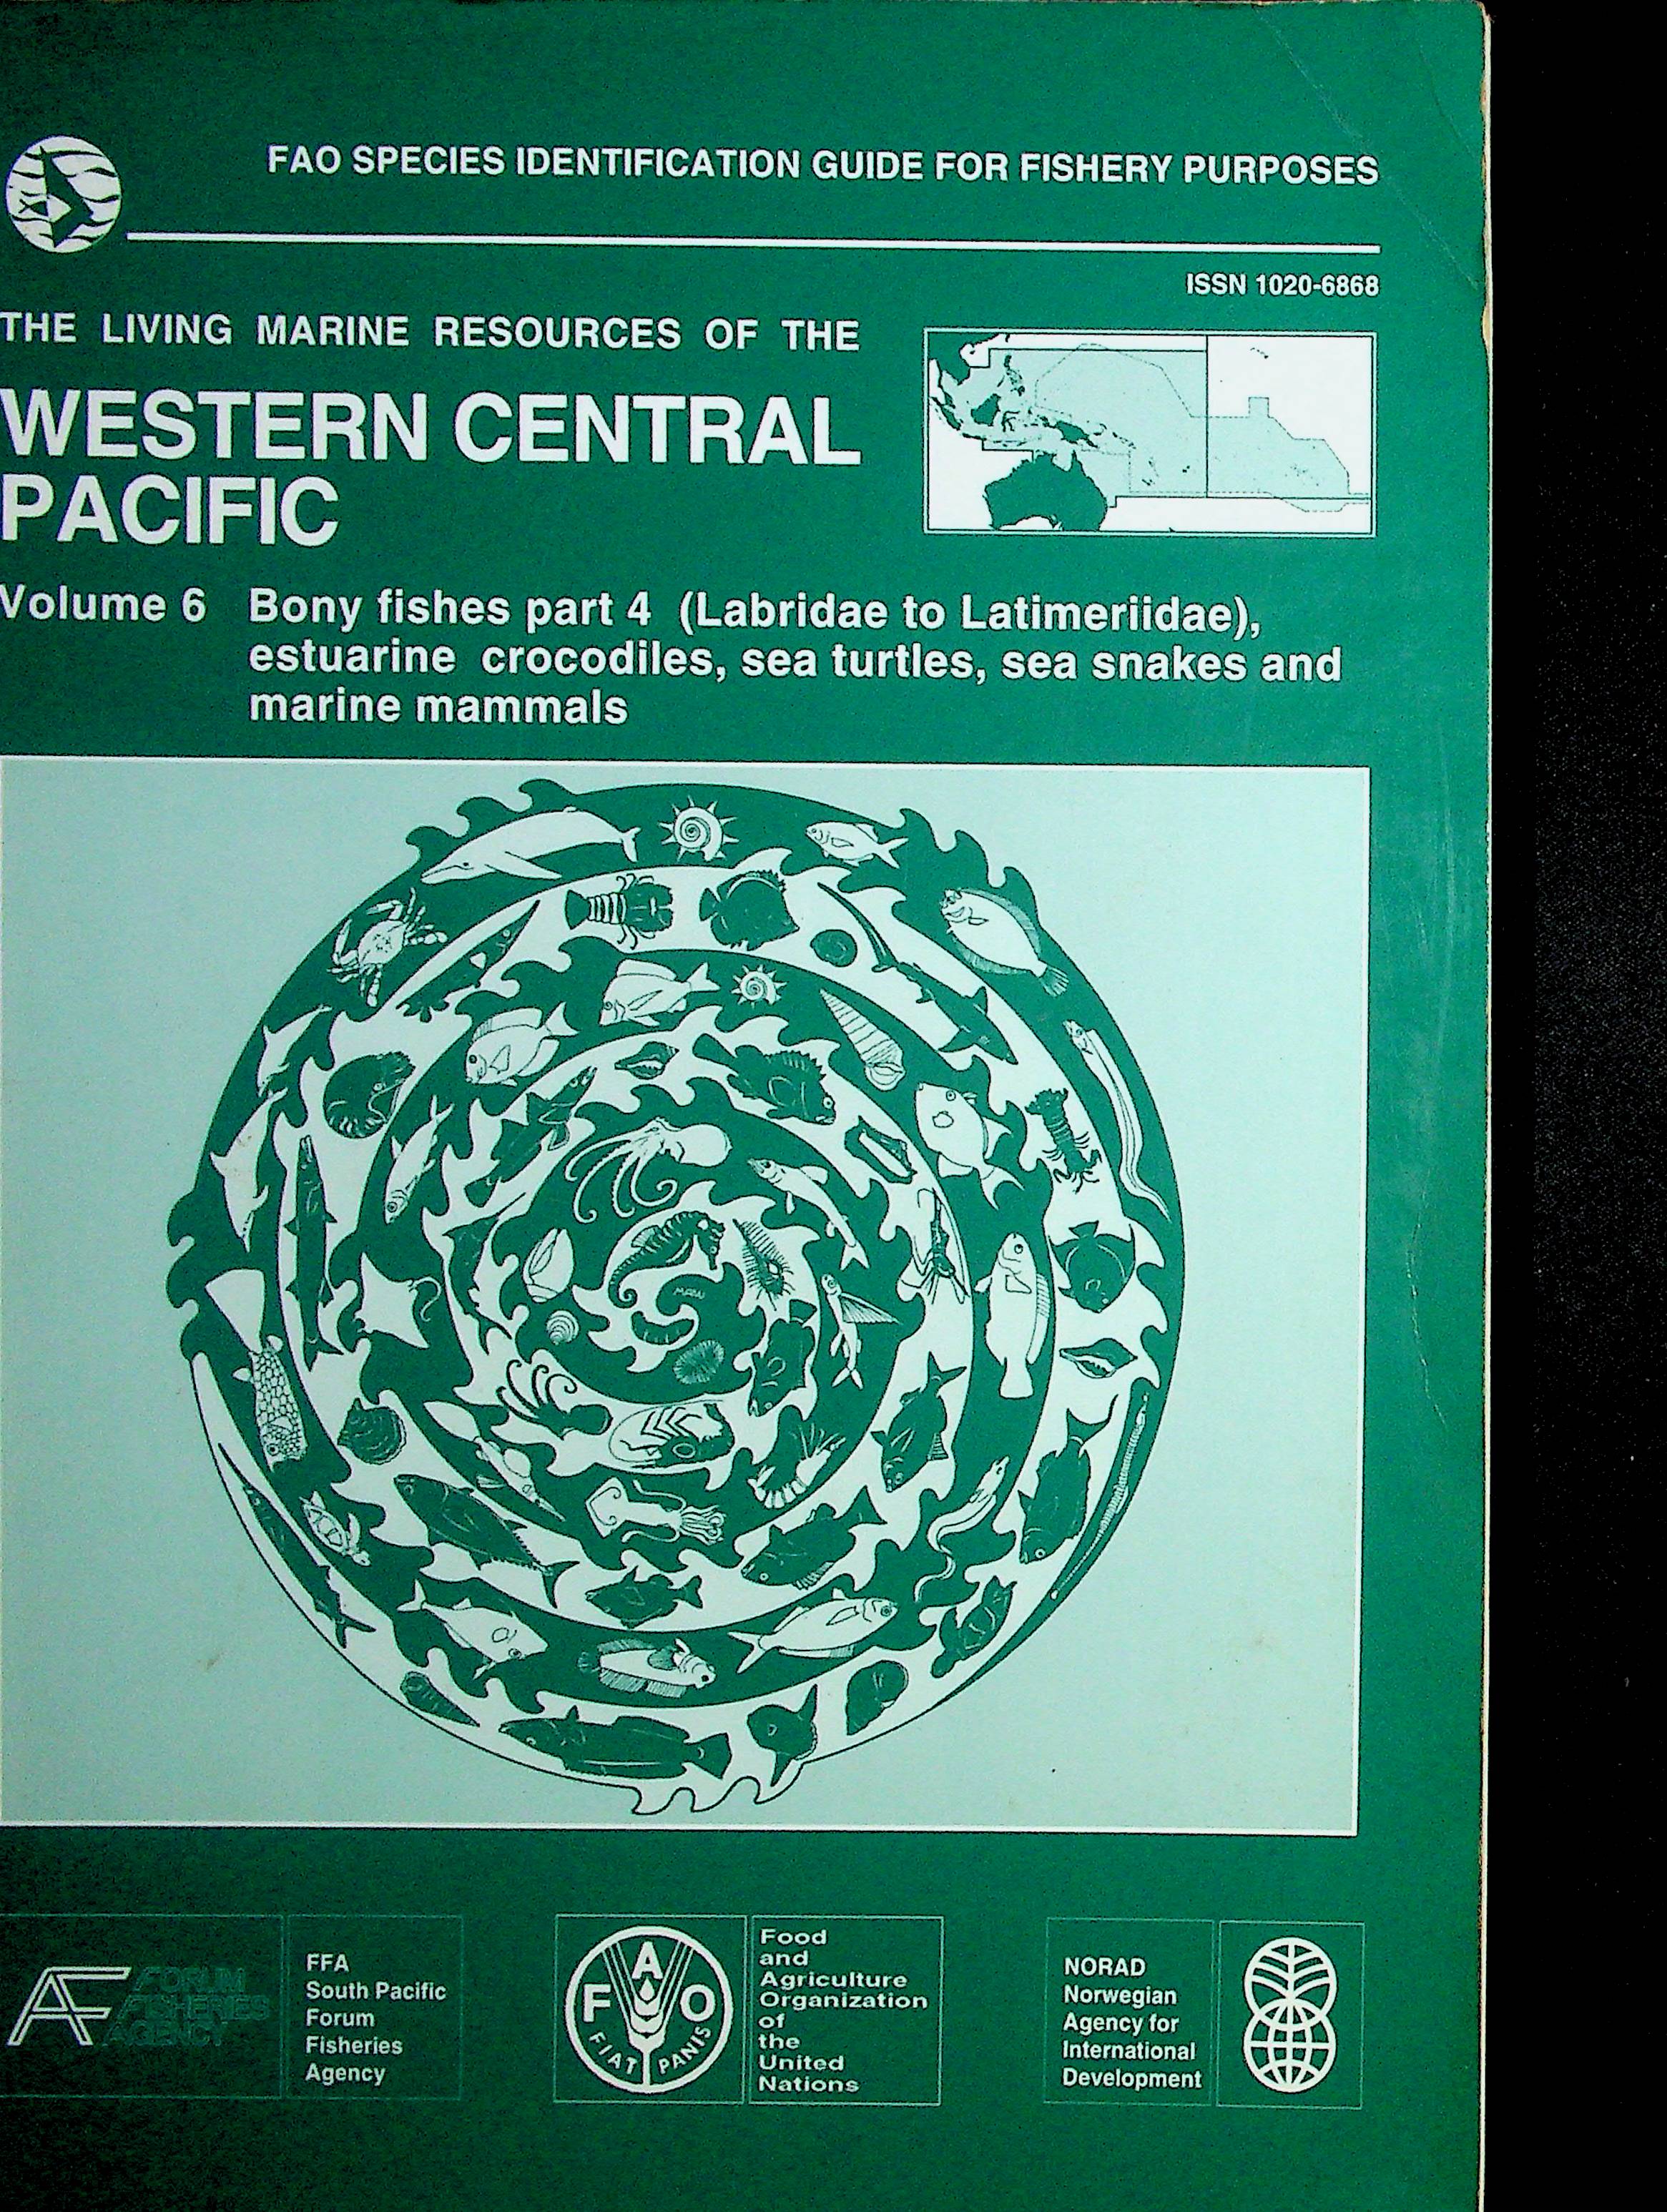 FAO SPECIES IDENTIFICATION GUIDE FOR FISHERY PURPOSES
ISSN 1020-6868
THE LIVING MARINE RESOURCES OF THE
WESTERN CENTRAL
PACIFIC
Volume 6 Bony fishes part 4 (Labridae to Latimeriidae),
estuarine crocodiles, sea turtles, sea snakes and
marine mammals
FORUM
FISHERIES
AGENCY
FFA
South Pacific
Forum
Fisheries
Agency
F A O
FIAT PANIS
Food
and
Agriculture
Organization
of
the
United
Nations
NORAD
Norwegian
Agency for
International
Development